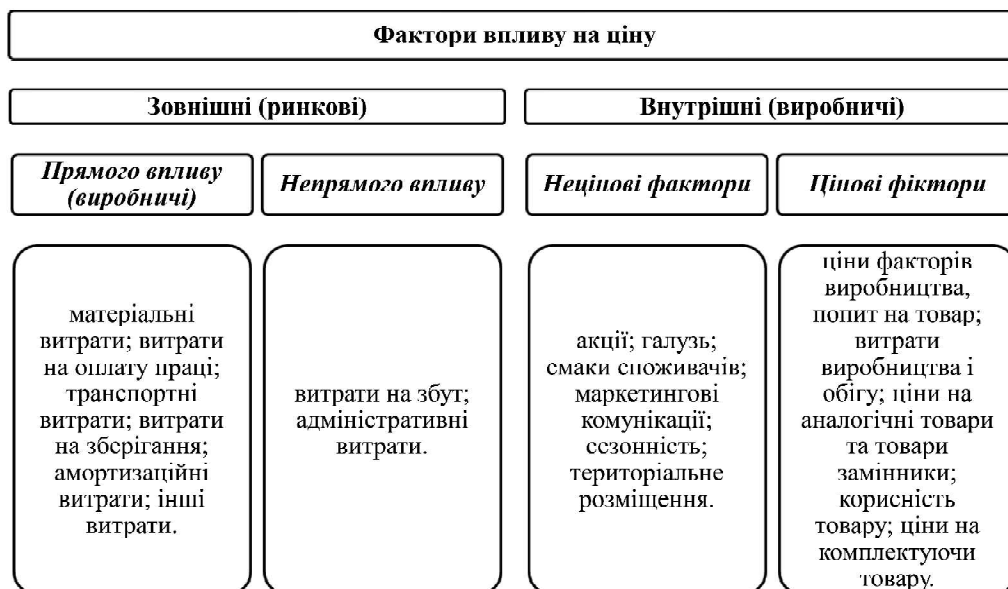 Фактори впливу на ціну
Зовнішні (ринкові)
Внутрішні (виробничі)
Прямого впливу
(виробничі)
Непрямого впливу
Нецінові фактори
Цінові фіктори
матеріальні
витрати; витрати
на оплату праці;
транспортні
витрати; витрати
на зберігання;
амортизаційні
витрати; інші
витрати.
витрати на збут;
адміністративні
витрати.
акції; галузь;
смаки споживачів;
маркетингові
комунікації;
сезонність;
територіальне
розміщення.
ціни факторів
виробництва,
попит на товар;
витрати
виробництва і
обігу; ціни на
аналогічні товари
та товари
замінники;
корисність
товару; ціни на
комплектуючи
товару.